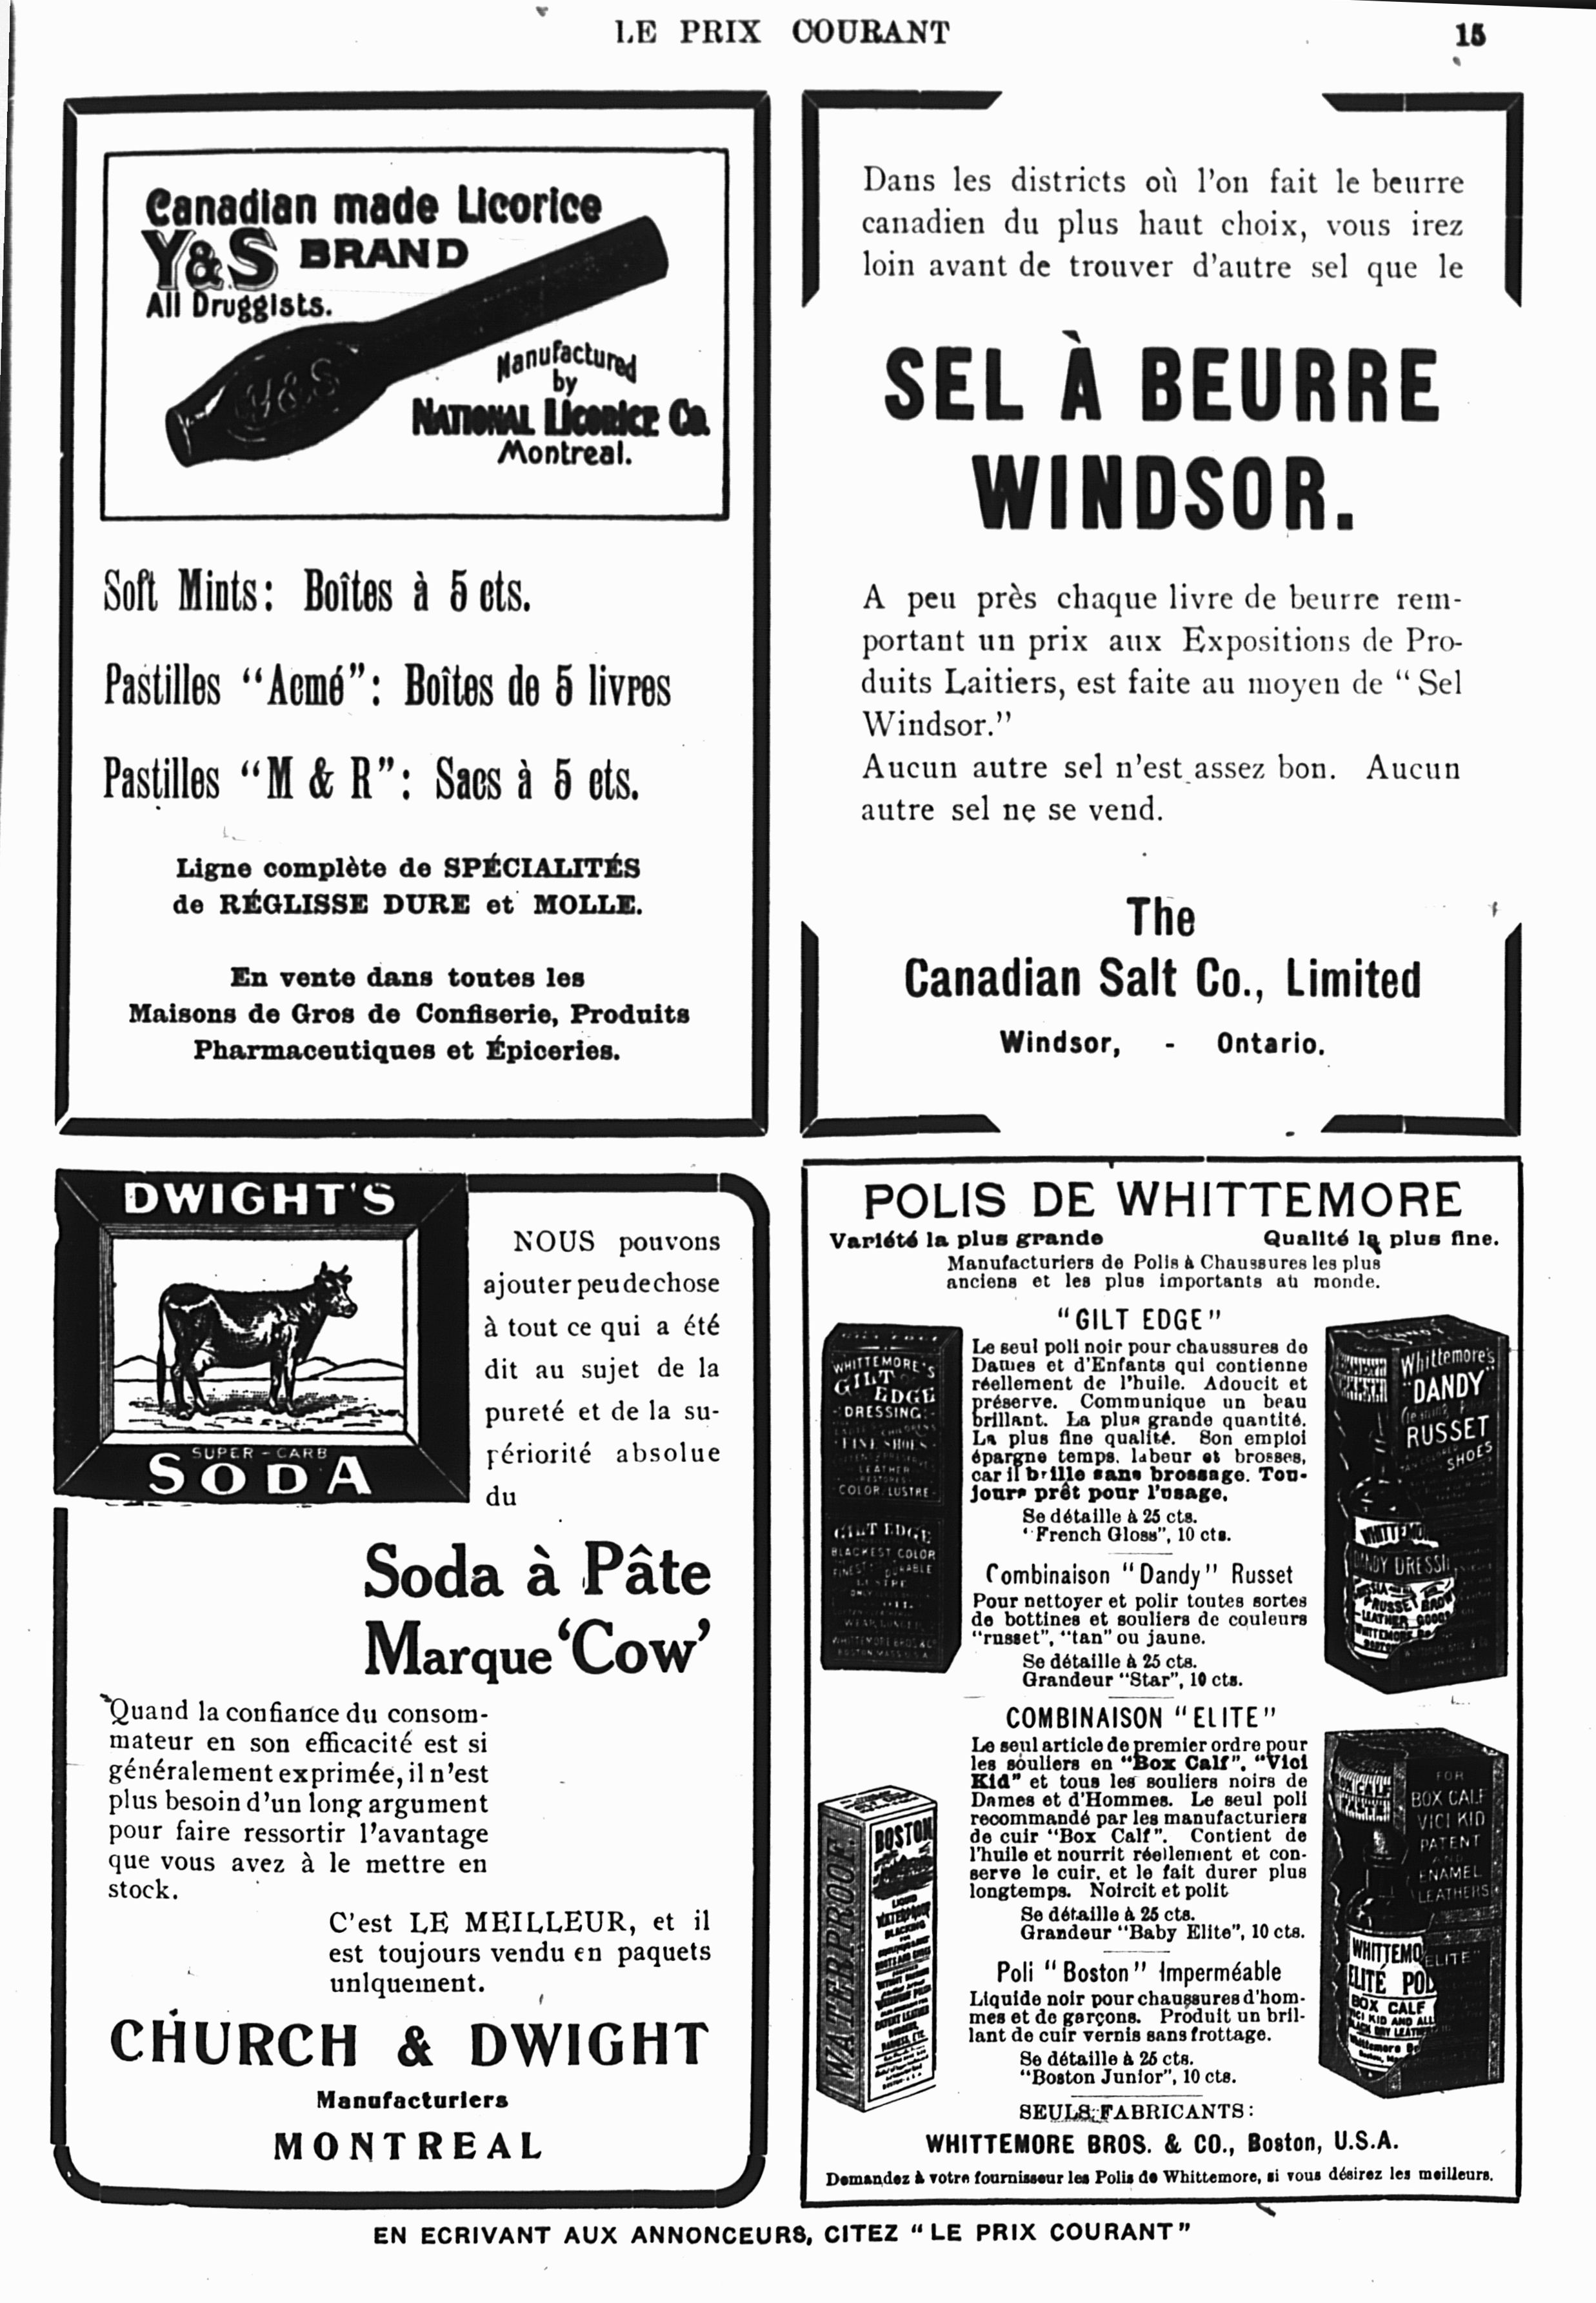 LE PRIX COURANT
15
Canadian made Licorice
Y&S BRAND
All Druggists.
Y&S
Manufactured
by
NATIONAL LICORICE CO.
Montreal.
Soft Mints: Boîtes à 5 cts.
Pastilles “Acmé”: Boîtes de 5 livres
Pastilles “M & R”: Sacs à 5 cts.
Ligne complète de SPÉCIALITÉS
de RÉGLISSE DURE et MOLLE.
En vente dans toutes les
Maisons de Gros de Confiserie, Produits
Pharmaceutiques et Épiceries.
Dans les districts où l’on fait le beurre
canadien du plus haut choix, vous irez
loin avant de trouver d’autre sel que le
SEL À BEURRE
WINDSOR.
A peu près chaque livre de beurre rem-
portant un prix aux Expositions de Pro-
duits Laitiers, est faite au moyen de “Sel
Windsor.”
Aucun autre sel n’est assez bon. Aucun
autre sel ne se vend.
The
Canadian Salt Co., Limited
Windsor, - Ontario.
DWIGHT'S
SUPER-CARB
SODA
NOUS pouvons
ajouter peu de chose
à tout ce qui a été
dit au sujet de la
pureté et de la su-
périorité absolue
du
Soda à Pâte
Marque ‘Cow’
Quand la confiance du consom-
mateur en son efficacité est si
généralement exprimée, il n’est
plus besoin d’un long argument
pour faire ressortir l’avantage
que vous avez à le mettre en
stock.
C’est LE MEILLEUR, et il
est toujours vendu en paquets
uniquement.
CHURCH & DWIGHT
Manufacturiers
MONTREAL
POLIS DE WHITTEMORE
Variété la plus grande Qualité la plus fine.
Manufacturiers de Polis à Chaussures les plus
anciens et les plus importants au monde.
“GILT EDGE”
Le seul poli noir pour chaussures de
Dames et d’Enfants qui contienne
réellement de l’huile. Adoucit et
préserve. Communique un beau
brillant. La plus grande quantité.
La plus fine qualité. Son emploi
épargne temps, labeur et brosses,
car il brille sans brossage. Tou-
jours prêt pour l’usage.
Se détaille à 25 cts.
“French Gloss”, 10 cts.
Combinaison “Dandy” Russet
Pour nettoyer et polir toutes sortes
de bottines et souliers de couleurs
“russet”, “tan” ou jaune.
Se détaille à 25 cts.
Grandeur “Star”, 10 cts.
COMBINAISON “ELITE”
Le seul article de premier ordre pour
les souliers en “Box Calf”, “Vici
Kid” et tous les souliers noirs de
Dames et d’Hommes. Le seul poli
recommandé par les manufacturiers
de cuir “Box Calf”. Contient de
l’huile et nourrit réellement et con-
serve le cuir, et le fait durer plus
longtemps. Noircit et polit
Se détaille à 25 cts.
Grandeur “Baby Elite”, 10 cts.
Poli “Boston” Imperméable
Liquide noir pour chaussures d’hom-
mes et de garçons. Produit un bril-
lant de cuir vernis sans frottage.
Se détaille à 25 cts.
“Boston Junior”, 10 cts.
SEULS FABRICANTS:
WHITTEMORE BROS. & CO., Boston, U.S.A.
Demandez à votre fournisseur les Polis de Whittemore, si vous désirez les meilleurs.
WHITTEMORE'S
GILT
EDGE
DRESSING
FINE SHOES
LEATHER
COLOR LUSTRE
GILT EDGE
BLACKEST COLOR
Whittemore's
"DANDY"
RUSSET
SHOES
BOSTON
WATERPROOF
FOR
BOX CALF
VICI KID
PATENT
AND
ENAMEL
LEATHERS
"ELITE"
BOX CALF
VICI KID AND ALL
EN ECRIVANT AUX ANNONCEURS, CITEZ “LE PRIX COURANT”